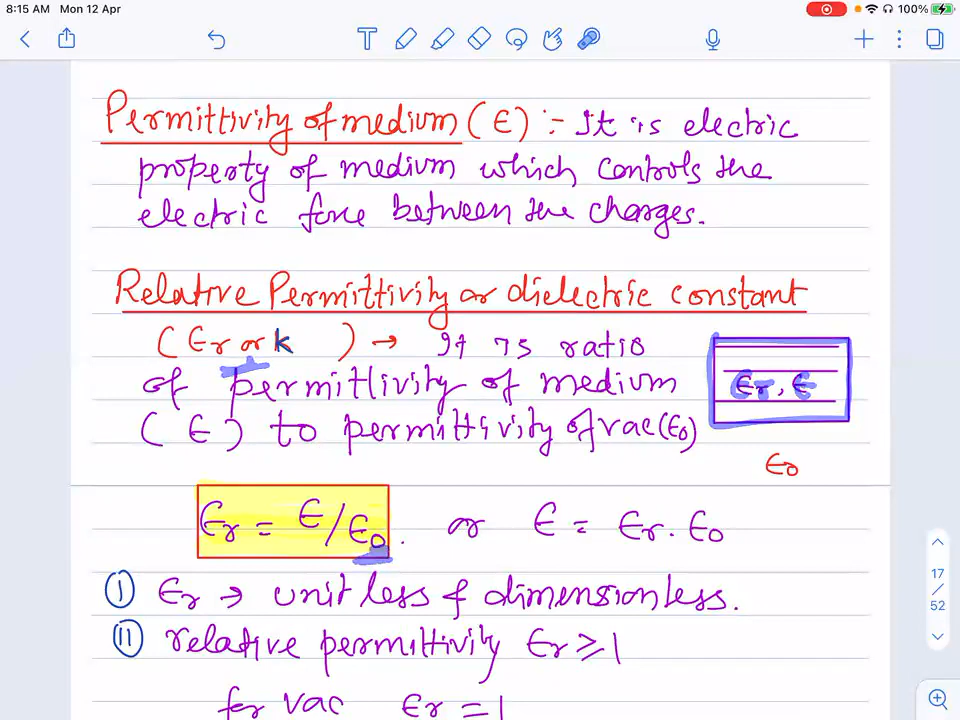 8:15 AM Mon 12 Apr
100%
Permittivity of medium (ϵ) :- It is electric
property of medium which controls the
electric force between the charges.
Relative Permittivity or dielectric constant
(ϵr or k ) → It is ratio
of permittivity of medium
(ϵ) to permittivity of vac(ϵ0)
ϵr, ϵ
ϵ0
ϵr = ϵ/ϵ0. or ϵ = ϵr. ϵ0
(I) ϵr → unit less & dimensionless.
(II) relative permittivity ϵr ≥ 1
for vac ϵr = 1
17
/
52